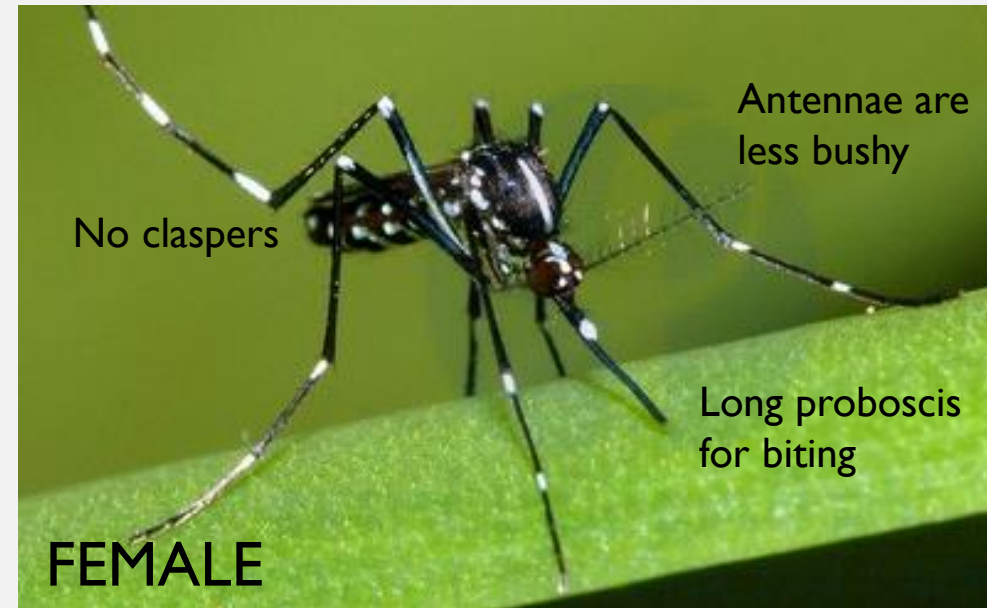 Antennae are
less bushy
No claspers
Long proboscis
for biting
FEMALE